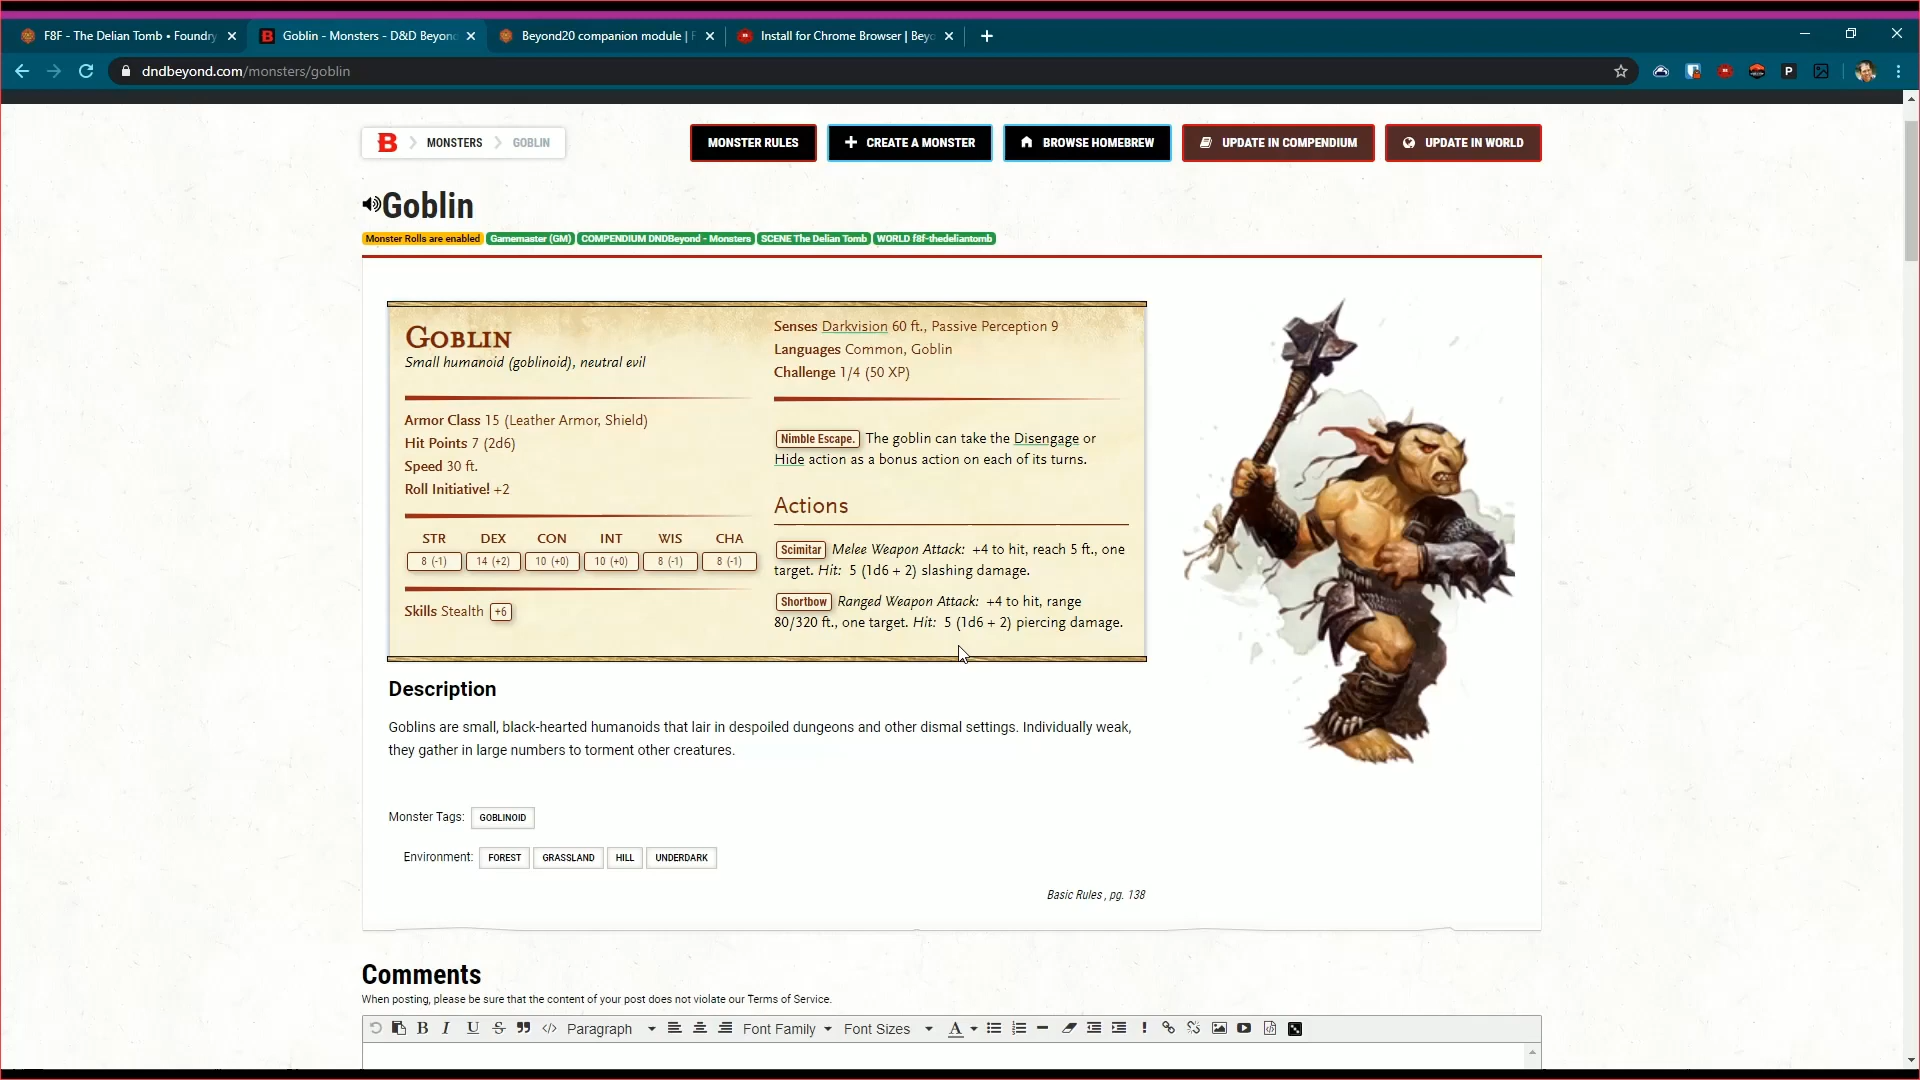 F8F - The Delian Tomb • Foundry
Goblin - Monsters - D&D Beyond
Beyond20 companion module | F
Install for Chrome Browser | Beyo
dndbeyond.com/monsters/goblin
P
MONSTERS
GOBLIN
MONSTER RULES
CREATE A MONSTER
BROWSE HOMEBREW
UPDATE IN COMPENDIUM
UPDATE IN WORLD
Goblin
Monster Rolls are enabled
Gamemaster (GM)
COMPENDIUM DNDBeyond - Monsters
SCENE The Delian Tomb
WORLD f8f-thedeliantomb
GOBLIN
Small humanoid (goblinoid), neutral evil
Armor Class 15 (Leather Armor, Shield)
Hit Points 7 (2d6)
Speed 30 ft.
Roll Initiative! +2
STR DEX CON INT WIS CHA
8 (-1) 14 (+2) 10 (+0) 10 (+0) 8 (-1) 8 (-1)
Skills Stealth +6
Senses Darkvision 60 ft., Passive Perception 9
Languages Common, Goblin
Challenge 1/4 (50 XP)
Nimble Escape. The goblin can take the Disengage or
Hide action as a bonus action on each of its turns.
Actions
Scimitar Melee Weapon Attack: +4 to hit, reach 5 ft., one
target. Hit: 5 (1d6 + 2) slashing damage.
Shortbow Ranged Weapon Attack: +4 to hit, range
80/320 ft., one target. Hit: 5 (1d6 + 2) piercing damage.
Description
Goblins are small, black-hearted humanoids that lair in despoiled dungeons and other dismal settings. Individually weak,
they gather in large numbers to torment other creatures.
Monster Tags: GOBLINOID
Environment: FOREST GRASSLAND HILL UNDERDARK
Basic Rules , pg. 138
Comments
When posting, please be sure that the content of your post does not violate our Terms of Service.
Paragraph
Font Family
Font Sizes